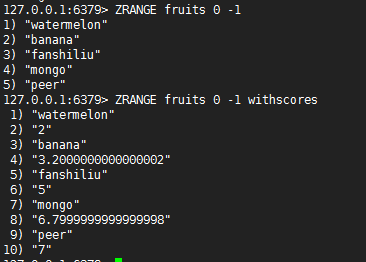 127.0.0.1:6379> ZRANGE fruits 0 -1
1) "watermelon"
2) "banana"
3) "fanshiliu"
4) "mongo"
5) "peer"
127.0.0.1:6379> ZRANGE fruits 0 -1 withscores
1) "watermelon"
2) "2"
3) "banana"
4) "3.2000000000000002"
5) "fanshiliu"
6) "5"
7) "mongo"
8) "6.7999999999999998"
9) "peer"
10) "7"
127.0.0.1:6379>